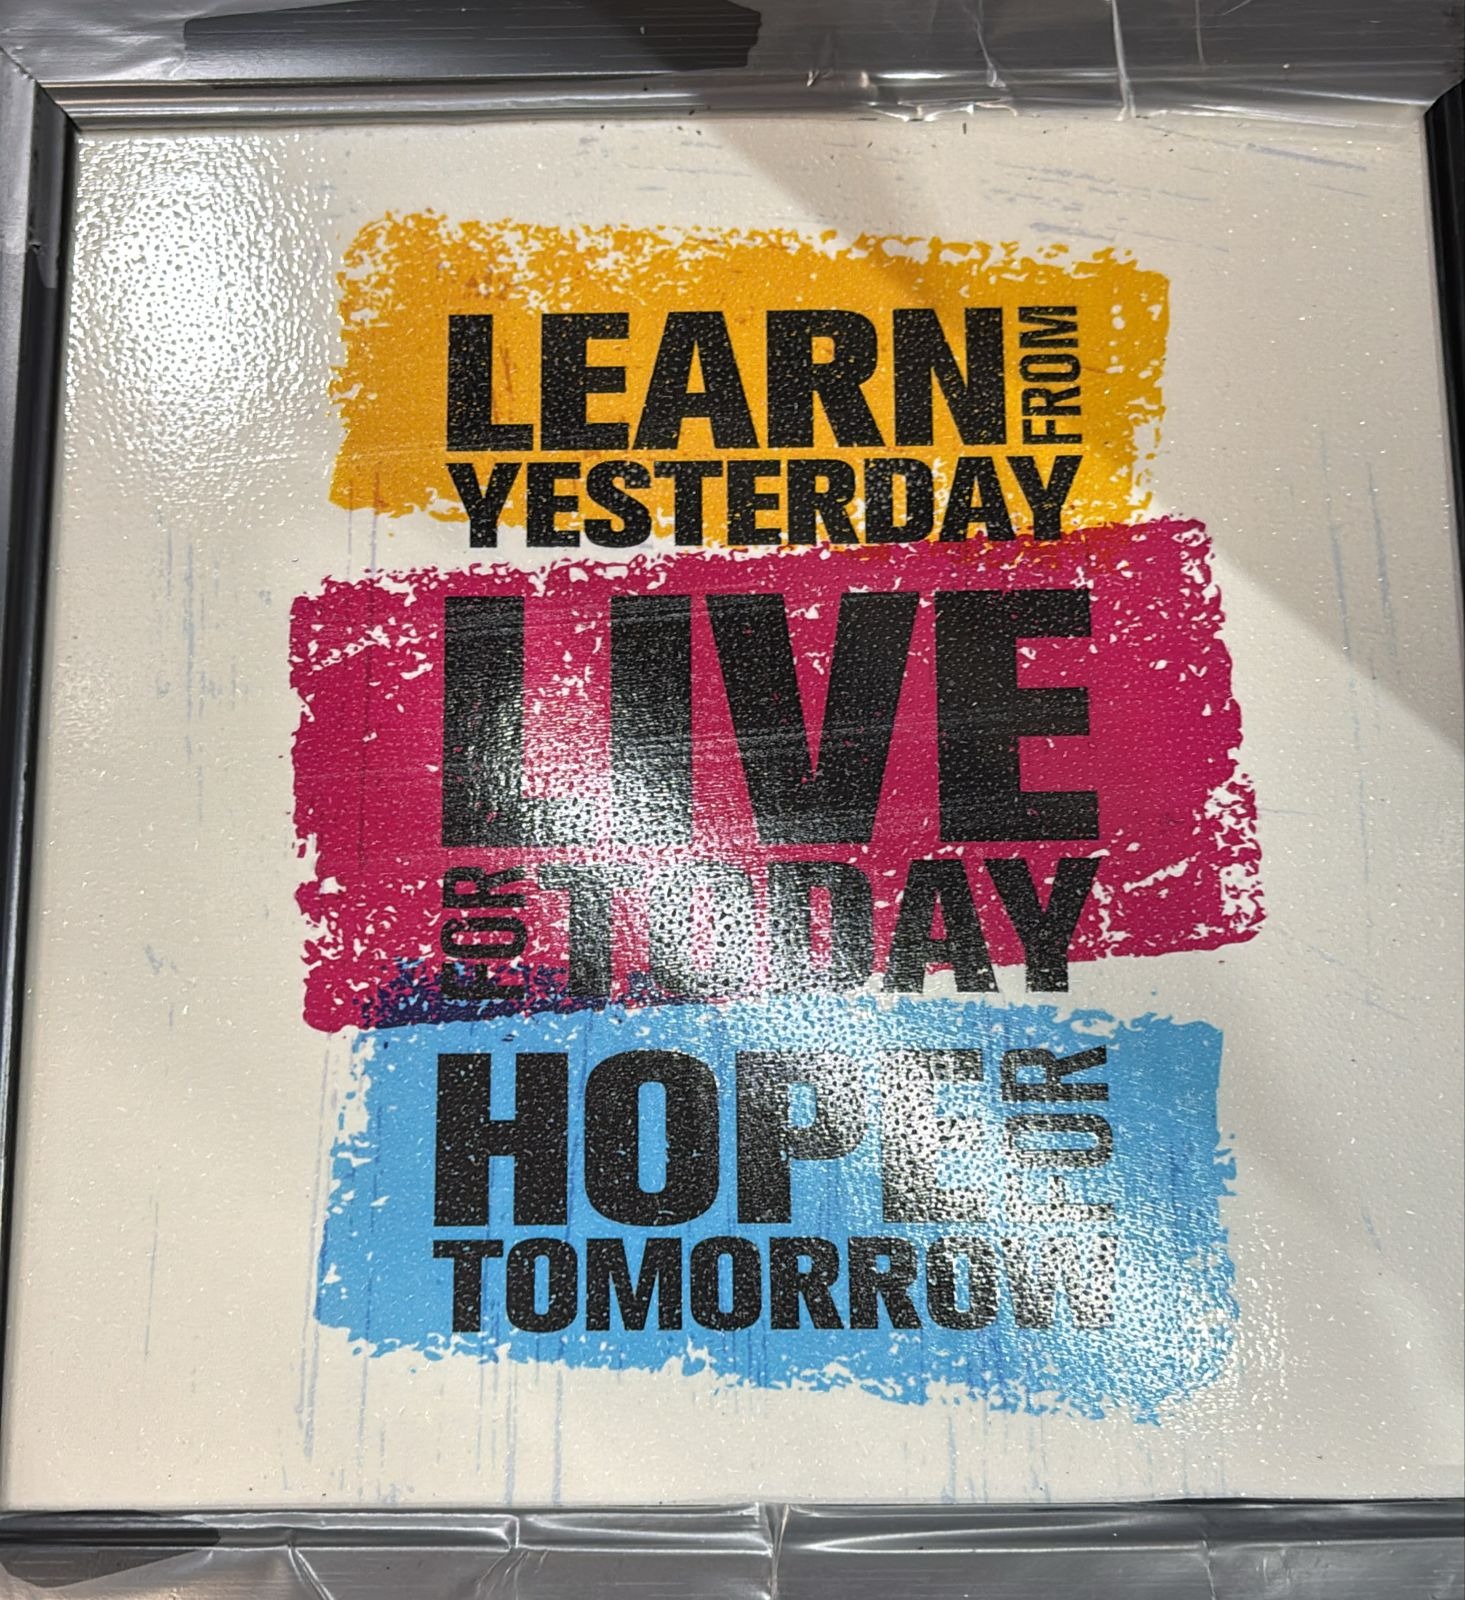 LEARN FROM
YESTERDAY
LIVE
FOR TODAY
HOPE FOR
TOMORROW